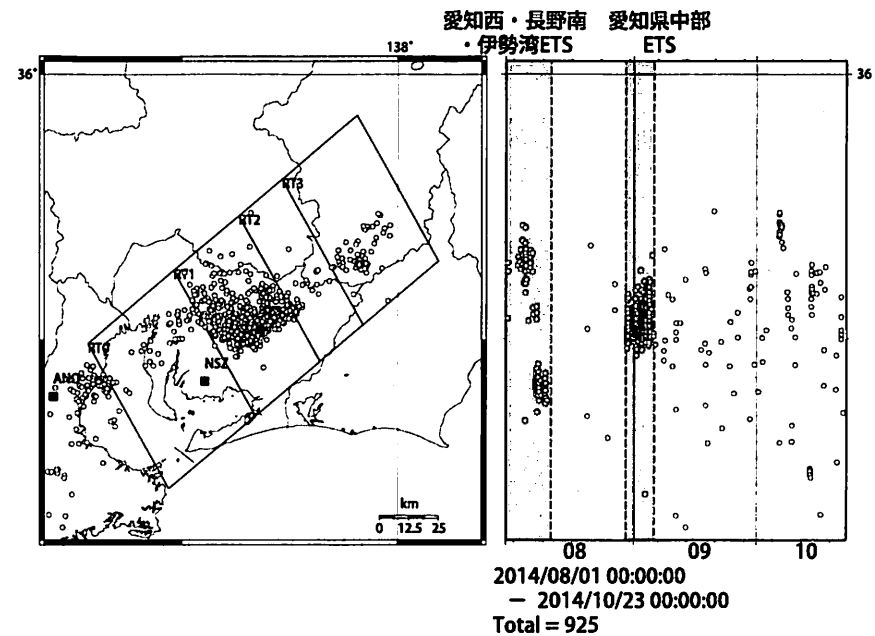 愛知西・長野南 愛知県中部
・伊勢湾ETS ETS
138°
36°
36
RT3
RT2
RT1
RT0
NSZ
km
0 12.5 25
08 09 10
2014/08/01 00:00:00
— 2014/10/23 00:00:00
Total = 925